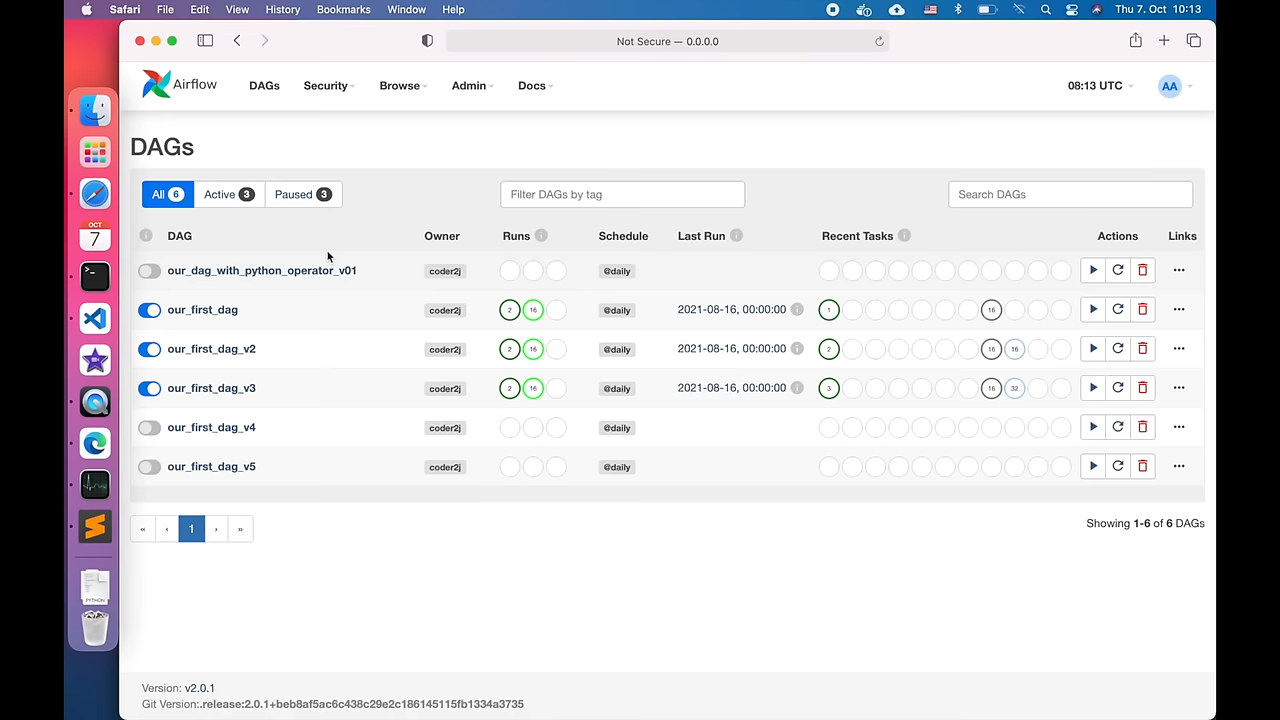 Safari File Edit View History Bookmarks Window Help Thu 7. Oct 10:13
Not Secure — 0.0.0.0
Airflow DAGs Security Browse Admin Docs 08:13 UTC AA
DAGs
All 6 Active 3 Paused 3 Filter DAGs by tag Search DAGs
DAG Owner Runs Schedule Last Run Recent Tasks Actions Links
our_dag_with_python_operator_v01 coder2j @daily
our_first_dag coder2j 2 16 @daily 2021-08-16, 00:00:00 1 16
our_first_dag_v2 coder2j 2 16 @daily 2021-08-16, 00:00:00 2 16 16
our_first_dag_v3 coder2j 2 16 @daily 2021-08-16, 00:00:00 3 16 32
our_first_dag_v4 coder2j @daily
our_first_dag_v5 coder2j @daily
« ‹ 1 › » Showing 1-6 of 6 DAGs
Version: v2.0.1
Git Version:.release:2.0.1+beb8af5ac6c438c29e2c186145115fb1334a3735
OCT
7
PYTHON